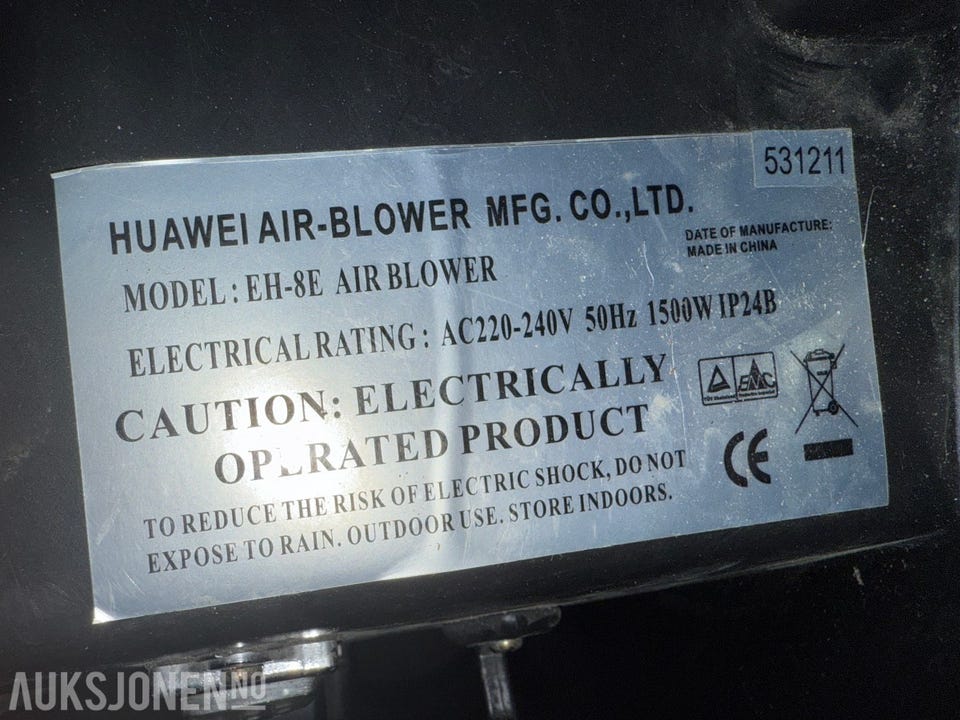 531211
HUAWEI AIR-BLOWER MFG. CO.,LTD.
DATE OF MANUFACTURE:
MADE IN CHINA
MODEL: EH-8E AIR BLOWER
ELECTRICAL RATING: AC220-240V 50Hz 1500W IP24B
CAUTION: ELECTRICALLY
OPERATED PRODUCT
TO REDUCE THE RISK OF ELECTRIC SHOCK, DO NOT
EXPOSE TO RAIN. OUTDOOR USE. STORE INDOORS.
EMC
CE
AUKSJONEN.NO